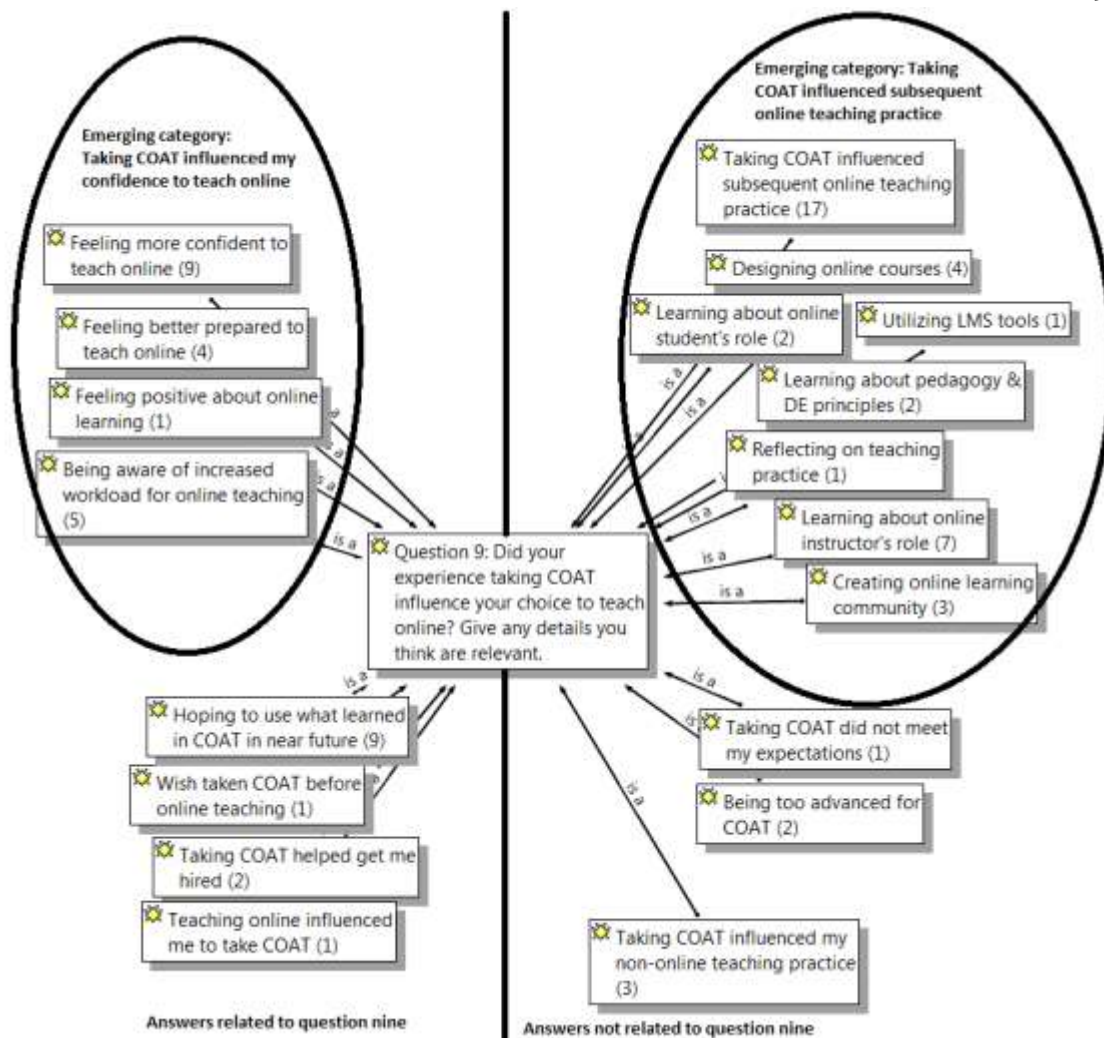 Emerging category:
Taking COAT influenced my
confidence to teach online
Feeling more confident to
teach online (9)
Feeling better prepared to
teach online (4)
Feeling positive about online
learning (1)
Being aware of increased
workload for online teaching
(5)
a
is a
is a
is a
Emerging category: Taking
COAT influenced subsequent
online teaching practice
Taking COAT influenced
subsequent online teaching
practice (17)
Designing online courses (4)
Learning about online
student's role (2)
Utilizing LMS tools (1)
Learning about pedagogy &
DE principles (2)
Reflecting on teaching
practice (1)
Learning about online
instructor's role (7)
Creating online learning
community (3)
is a
is a
is a
is a
is a
Question 9: Did your
experience taking COAT
influence your choice to teach
online? Give any details you
think are relevant.
is a
Hoping to use what learned
in COAT in near future (9)
Wish taken COAT before
online teaching (1)
Taking COAT helped get me
hired (2)
Teaching online influenced
me to take COAT (1)
Answers related to question nine
is a
Taking COAT did not meet
my expectations (1)
Being too advanced for
COAT (2)
is a
Taking COAT influenced my
non-online teaching practice
(3)
Answers not related to question nine